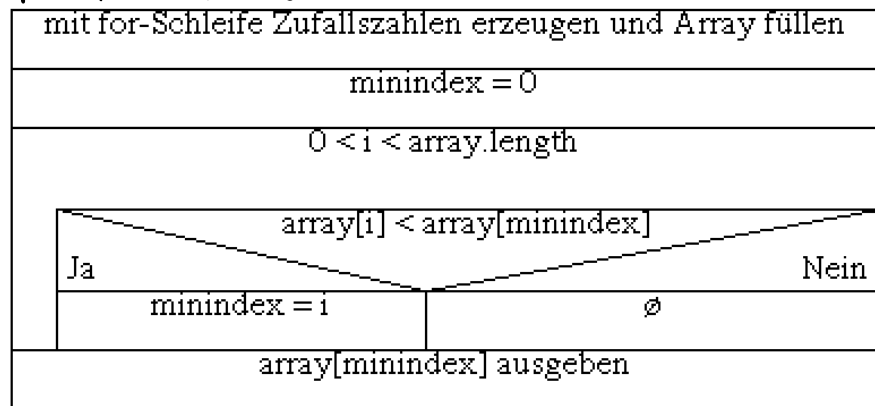 mit for-Schleife Zufallszahlen erzeugen und Array füllen
minindex = 0
0 < i < array.length
array[i] < array[minindex]
Ja
Nein
minindex = i
ø
array[minindex] ausgeben